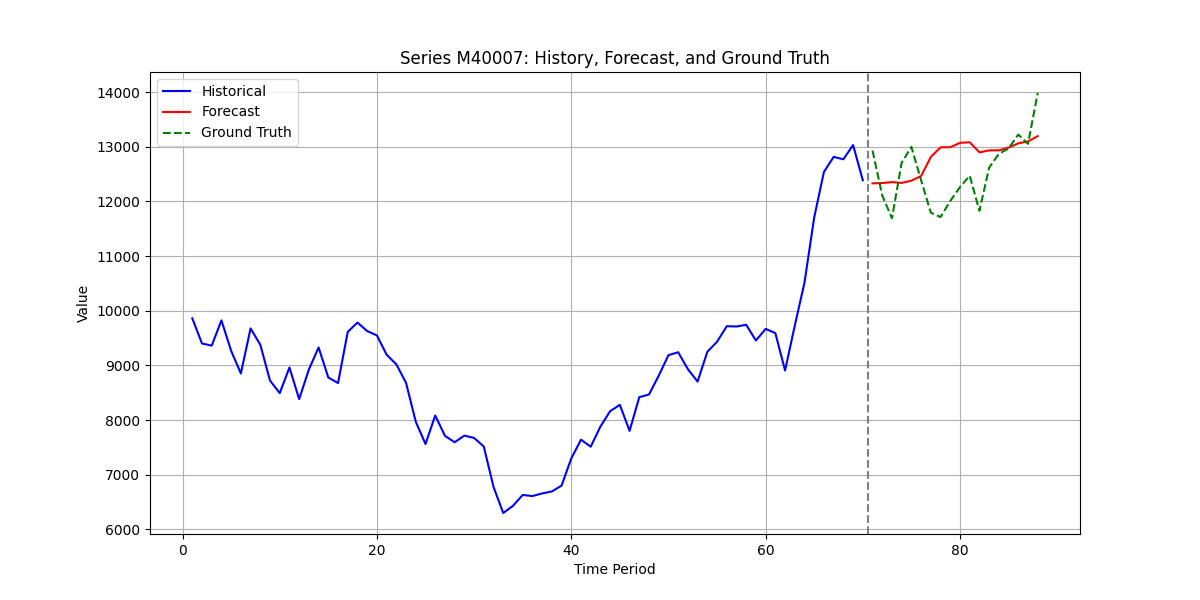 Series M40007: History, Forecast, and Ground Truth
Historical
Forecast
Ground Truth
14000
13000
12000
11000
10000
9000
8000
7000
6000
Value
0 20 40 60 80
Time Period